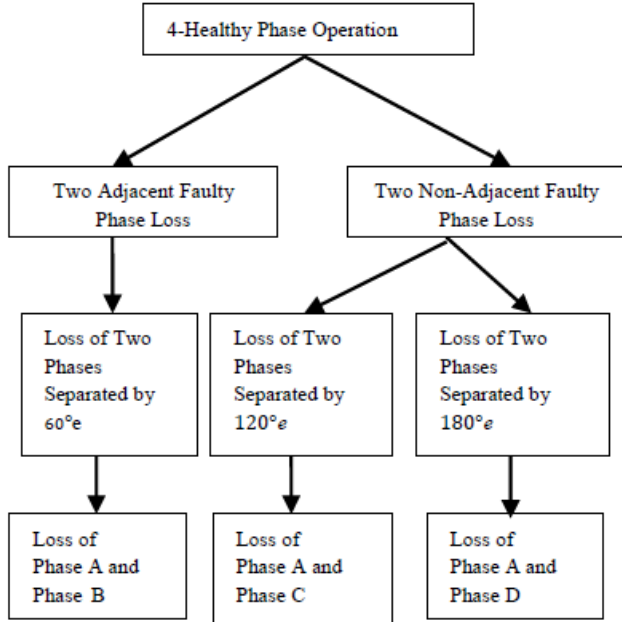 4-Healthy Phase Operation
Two Adjacent Faulty
Phase Loss
Two Non-Adjacent Faulty
Phase Loss
Loss of Two
Phases
Separated by
60°e
Loss of Two
Phases
Separated by
120°e
Loss of Two
Phases
Separated by
180°e
Loss of
Phase A and
Phase B
Loss of
Phase A and
Phase C
Loss of
Phase A and
Phase D